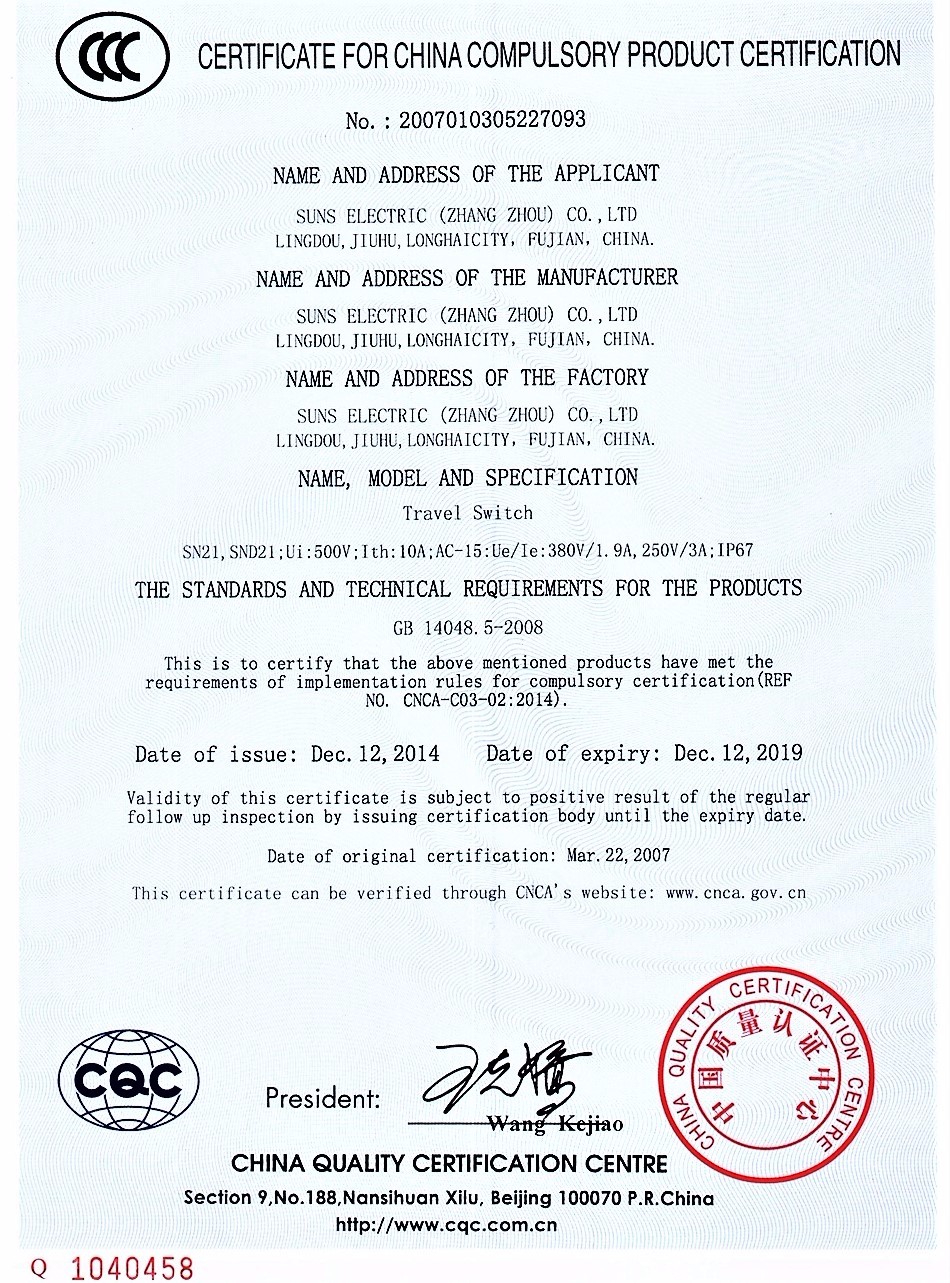 CCC
CERTIFICATE FOR CHINA COMPULSORY PRODUCT CERTIFICATION
No. : 2007010305227093
NAME AND ADDRESS OF THE APPLICANT
SUNS ELECTRIC (ZHANG ZHOU) CO.,LTD
LINGDOU, JIUHU, LONGHAICITY, FUJIAN, CHINA.
NAME AND ADDRESS OF THE MANUFACTURER
SUNS ELECTRIC (ZHANG ZHOU) CO.,LTD
LINGDOU, JIUHU, LONGHAICITY, FUJIAN, CHINA.
NAME AND ADDRESS OF THE FACTORY
SUNS ELECTRIC (ZHANG ZHOU) CO.,LTD
LINGDOU, JIUHU, LONGHAICITY, FUJIAN, CHINA.
NAME, MODEL AND SPECIFICATION
Travel Switch
SN21, SND21;Ui:500V;Ith:10A;AC-15:Ue/Ie:380V/1.9A, 250V/3A;IP67
THE STANDARDS AND TECHNICAL REQUIREMENTS FOR THE PRODUCTS
GB 14048.5-2008
This is to certify that the above mentioned products have met the
requirements of implementation rules for compulsory certification(REF
NO. CNCA-C03-02:2014).
Date of issue: Dec. 12, 2014 Date of expiry: Dec. 12, 2019
Validity of this certificate is subject to positive result of the regular
follow up inspection by issuing certification body until the expiry date.
Date of original certification: Mar. 22, 2007
This certificate can be verified through CNCA's website: www.cnca.gov.cn
CHINA QUALITY CERTIFICATION CENTRE
中国质量认证中心
CQC
President:
Wang Kejiao
CHINA QUALITY CERTIFICATION CENTRE
Section 9,No.188,Nansihuan Xilu, Beijing 100070 P.R.China
http://www.cqc.com.cn
Q 1040458